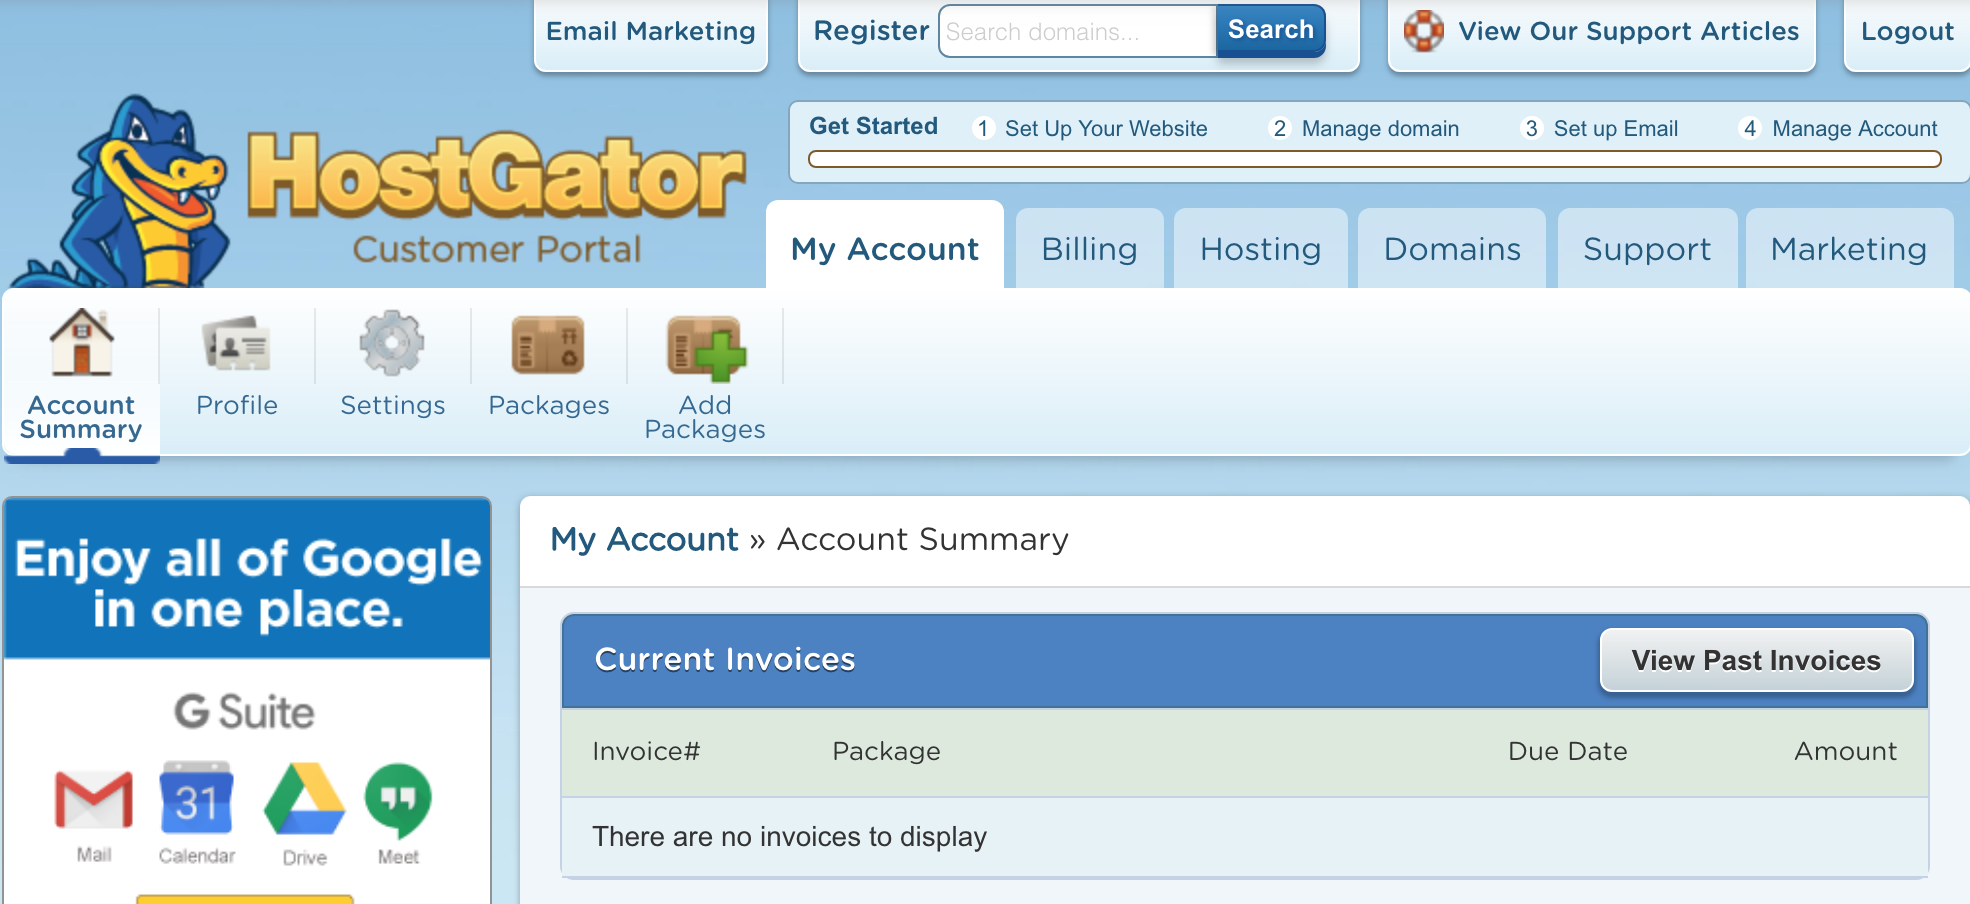 Email Marketing
Register Search domains... Search
View Our Support Articles
Logout
Get Started 1 Set Up Your Website 2 Manage domain 3 Set up Email 4 Manage Account
HostGator
Customer Portal
My Account Billing Hosting Domains Support Marketing
Account Summary
Profile
Settings
Packages
Add Packages
Enjoy all of Google
in one place.
G Suite
31
Mail Calendar Drive Meet
My Account » Account Summary
Current Invoices View Past Invoices
Invoice# Package Due Date Amount
There are no invoices to display